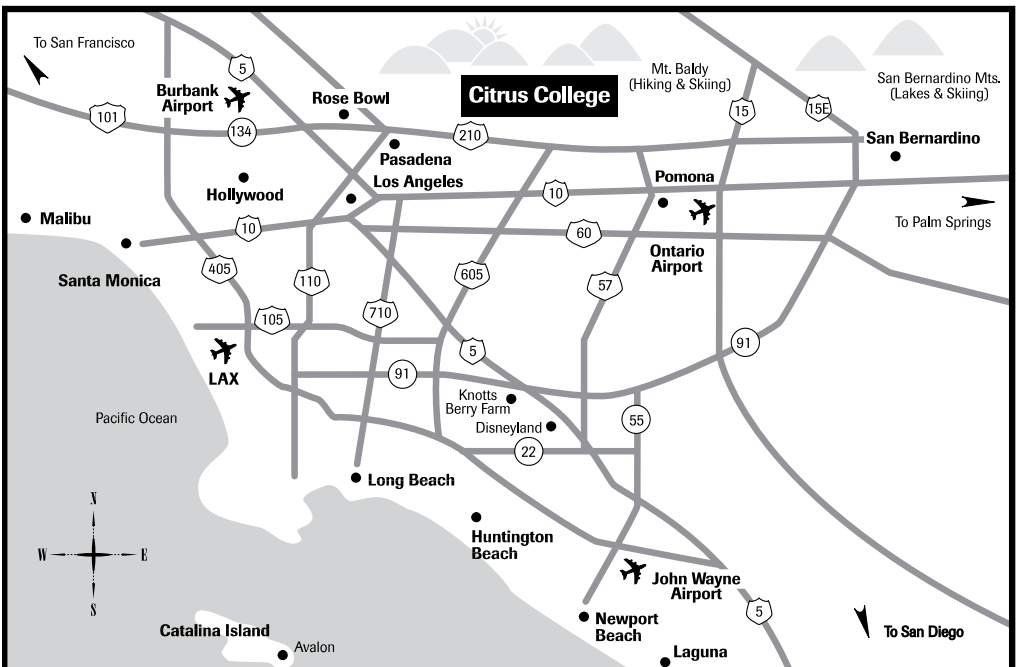 To San Francisco
5
Burbank
Airport
101
134
Rose Bowl
Citrus College
210
Mt. Baldy
(Hiking & Skiing)
15
15E
San Bernardino Mts.
(Lakes & Skiing)
San Bernardino
Pasadena
Los Angeles
Hollywood
10
Pomona
Malibu
10
60
Ontario
Airport
To Palm Springs
Santa Monica
405
110
605
57
105
710
LAX
5
91
91
Knotts
Berry Farm
Disneyland
55
22
Pacific Ocean
Long Beach
Huntington
Beach
N
W
E
S
John Wayne
Airport
Newport
Beach
5
To San Diego
Catalina Island
Avalon
Laguna